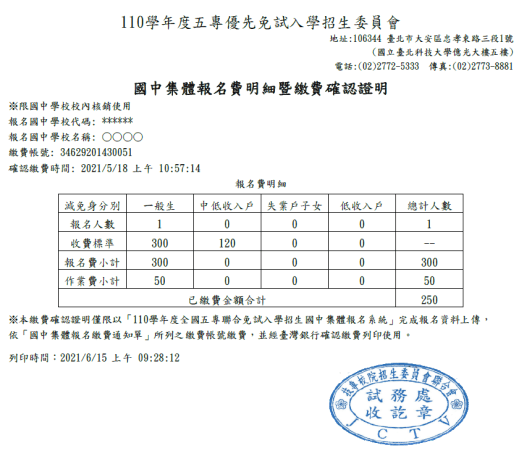 110學年度五專優先免試入學招生委員會
地址:106344 臺北市大安區忠孝東路三段1號
(國立臺北科技大學億光大樓五樓)
電話:(02)2772-5333 傳真:(02)2773-8881
國中集體報名費明細暨繳費確認證明
※限國中學校校內核銷使用
報名國中學校代碼: ******
報名國中學校名稱: ○○○○
繳費帳號: 34629201430051
確認繳費時間: 2021/5/18 上午 10:57:14
報名費明細
減免身分別 一般生 中低收入戶 失業戶子女 低收入戶 總計人數
報名人數 1 0 0 0 1
收費標準 300 120 0 0 --
報名費小計 300 0 0 0 300
作業費小計 50 0 0 0 50
已繳費金額合計 250
※本繳費確認證明僅限以「110學年度全國五專聯合免試入學招生國中集體報名系統」完成報名資料上傳，
依「國中集體報名繳費通知單」所列之繳費帳號繳費，並經臺灣銀行確認繳費列印使用。
列印時間：2021/6/15 上午 09:28:12
技專校院招生委員會聯合會
試務處
收訖章
JCTV